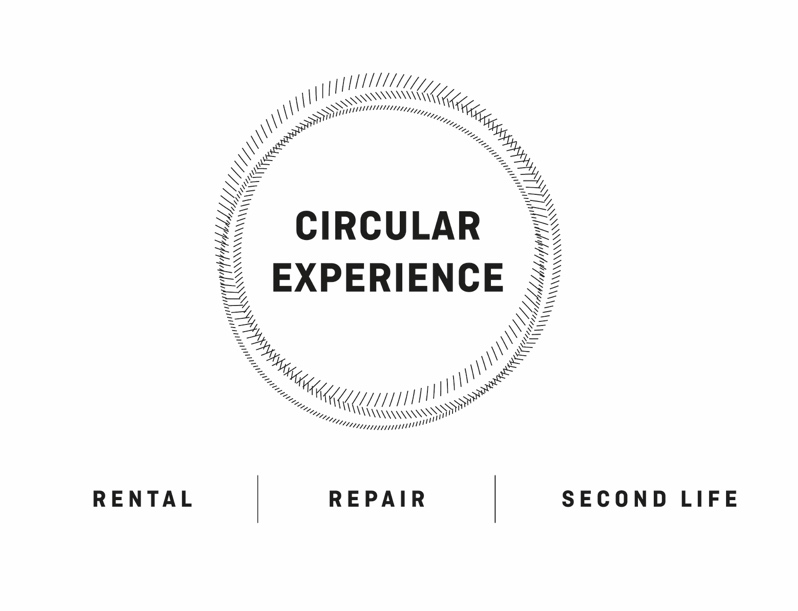 CIRCULAR
EXPERIENCE
RENTAL
REPAIR
SECOND LIFE